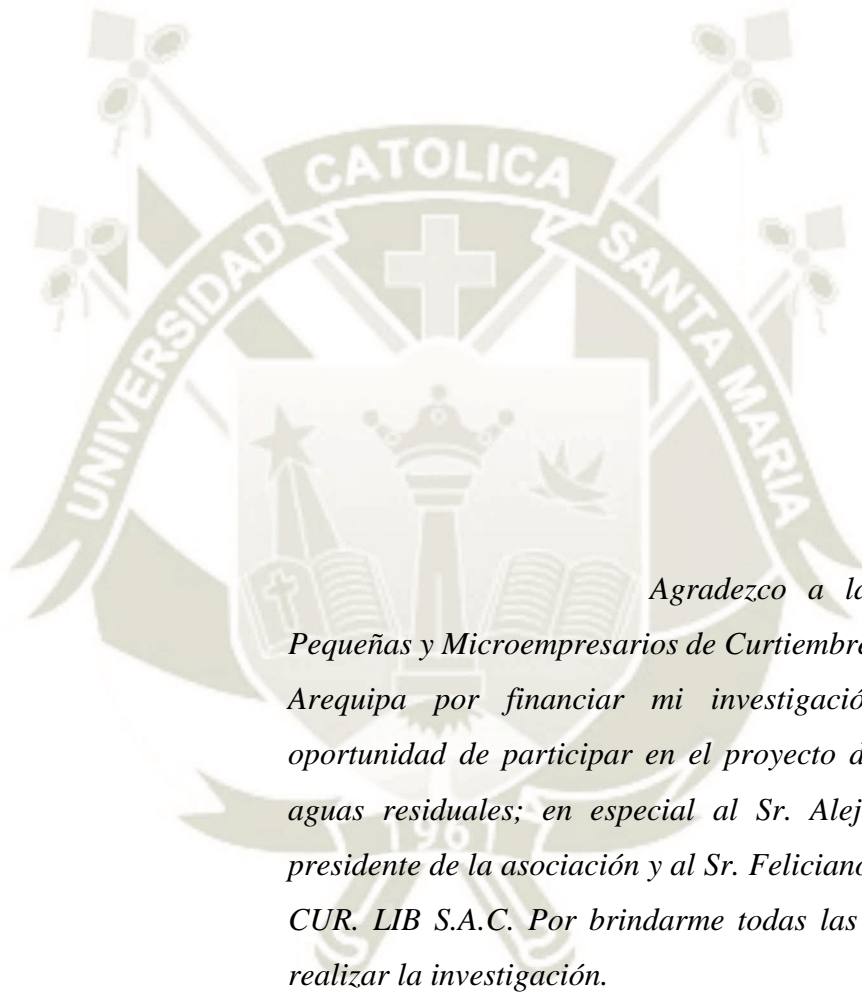 CATOLICA
UNIVERSIDAD
SANTA MARIA
Agradezco a la
Pequeñas y Microempresarios de Curtiembre
Arequipa por financiar mi investigació
oportunidad de participar en el proyecto d
aguas residuales; en especial al Sr. Alej
presidente de la asociación y al Sr. Feliciano
CUR. LIB S.A.C. Por brindarme todas las
realizar la investigación.
1961